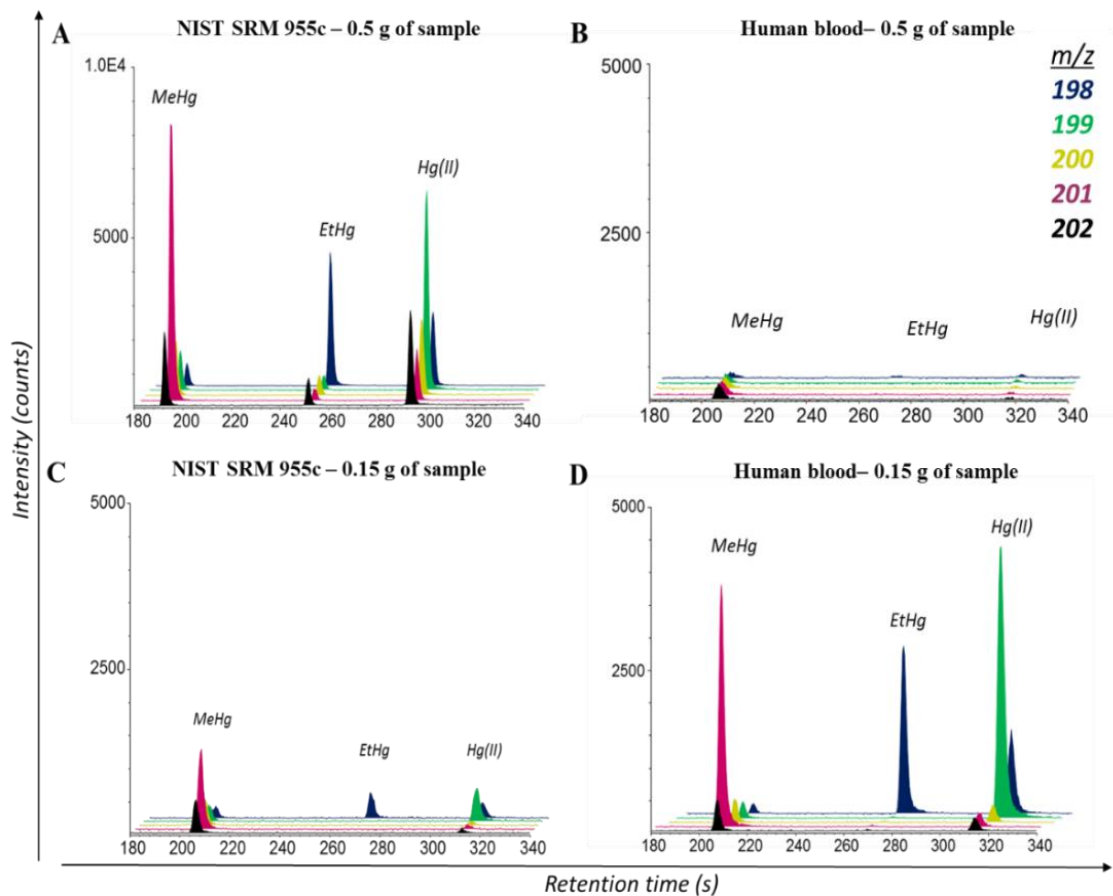 A
NIST SRM 955c – 0.5 g of sample
1.0E4
5000
MeHg
EtHg
Hg(II)
180 200 220 240 260 280 300 320 340
B
Human blood– 0.5 g of sample
5000
2500
m/z
198
199
200
201
202
MeHg
EtHg
Hg(II)
180 200 220 240 260 280 300 320 340
C
NIST SRM 955c – 0.15 g of sample
5000
2500
MeHg
EtHg
Hg(II)
180 200 220 240 260 280 300 320 340
D
Human blood– 0.15 g of sample
5000
2500
MeHg
EtHg
Hg(II)
180 200 220 240 260 280 300 320 340
Intensity (counts)
Retention time (s)